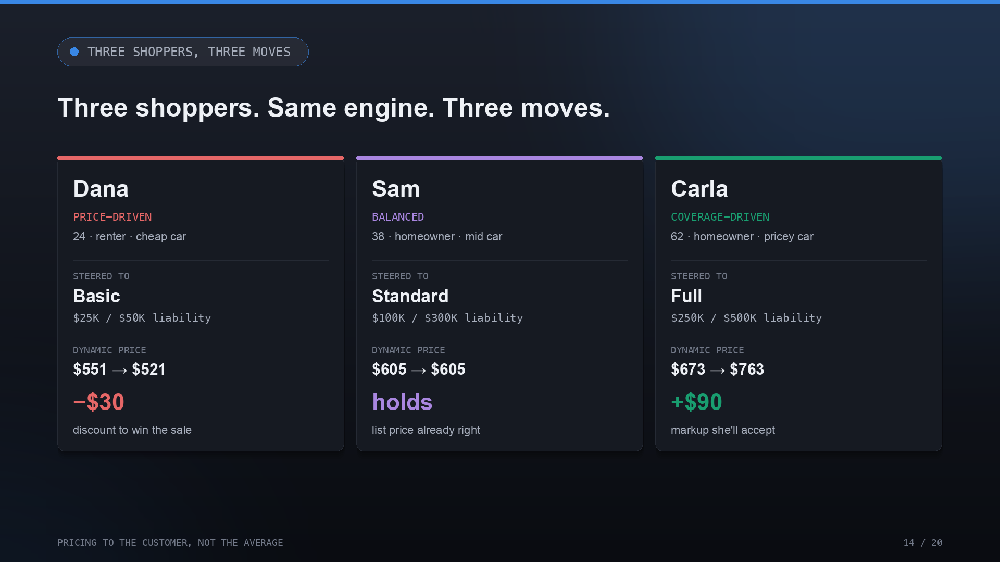 THREE SHOPPERS, THREE MOVES
Three shoppers. Same engine. Three moves.
Dana
PRICE–DRIVEN
24 · renter · cheap car
STEERED TO
Basic
$25K / $50K liability
DYNAMIC PRICE
$551 → $521
−$30
discount to win the sale
Sam
BALANCED
38 · homeowner · mid car
STEERED TO
Standard
$100K / $300K liability
DYNAMIC PRICE
$605 → $605
holds
list price already right
Carla
COVERAGE–DRIVEN
62 · homeowner · pricey car
STEERED TO
Full
$250K / $500K liability
DYNAMIC PRICE
$673 → $763
+$90
markup she'll accept
PRICING TO THE CUSTOMER, NOT THE AVERAGE
14 / 20